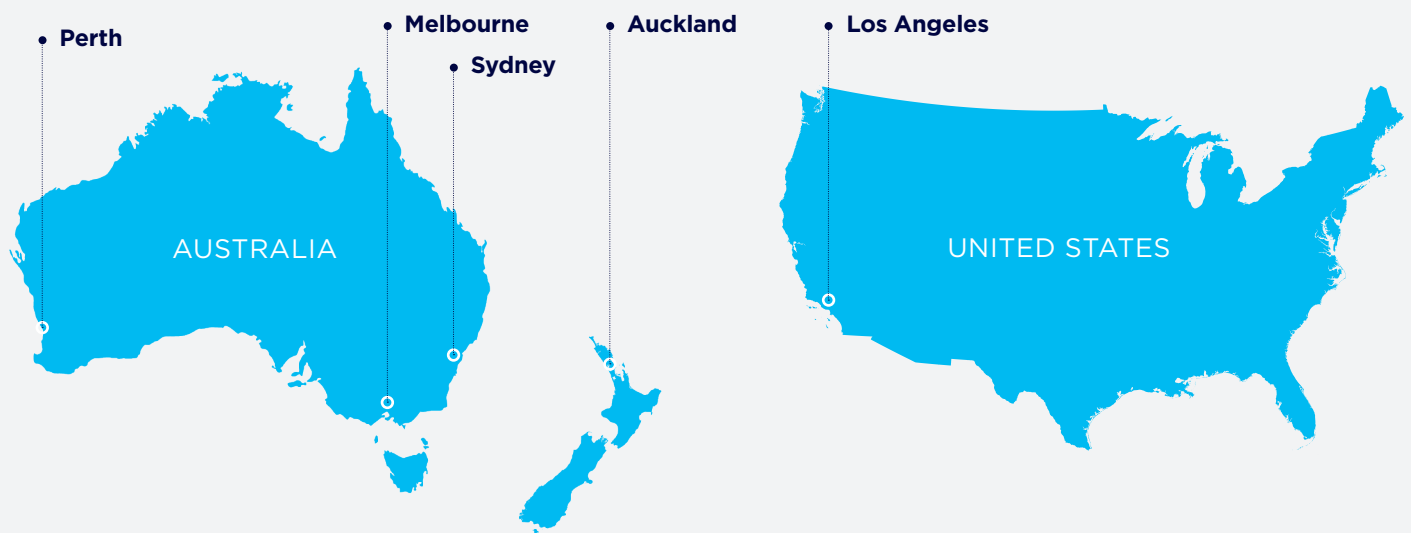 Perth
Melbourne
Sydney
Auckland
Los Angeles
AUSTRALIA
UNITED STATES